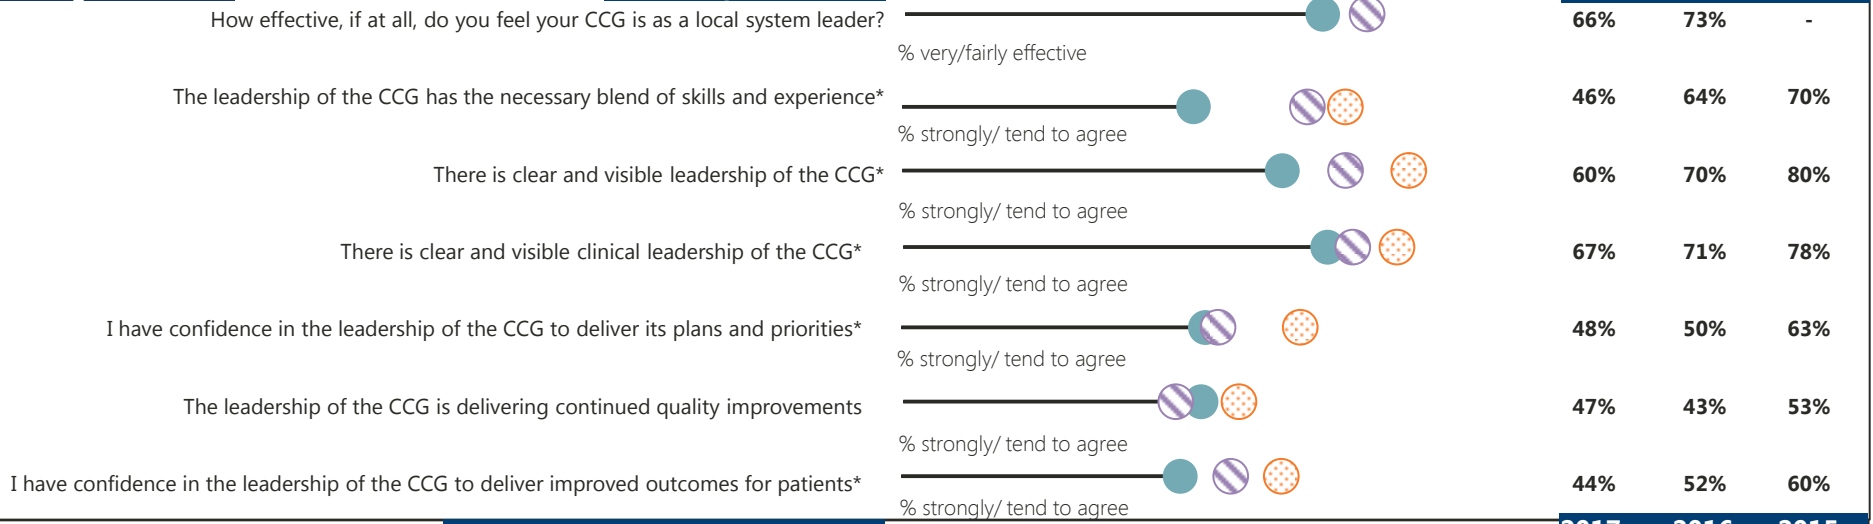 How effective, if at all, do you feel your CCG is as a local system leader? 66% 73% -
% very/fairly effective
The leadership of the CCG has the necessary blend of skills and experience* 46% 64% 70%
% strongly/ tend to agree
There is clear and visible leadership of the CCG* 60% 70% 80%
% strongly/ tend to agree
There is clear and visible clinical leadership of the CCG* 67% 71% 78%
% strongly/ tend to agree
I have confidence in the leadership of the CCG to deliver its plans and priorities* 48% 50% 63%
% strongly/ tend to agree
The leadership of the CCG is delivering continued quality improvements 47% 43% 53%
% strongly/ tend to agree
I have confidence in the leadership of the CCG to deliver improved outcomes for patients* 44% 52% 60%
% strongly/ tend to agree
2017 2016 2015